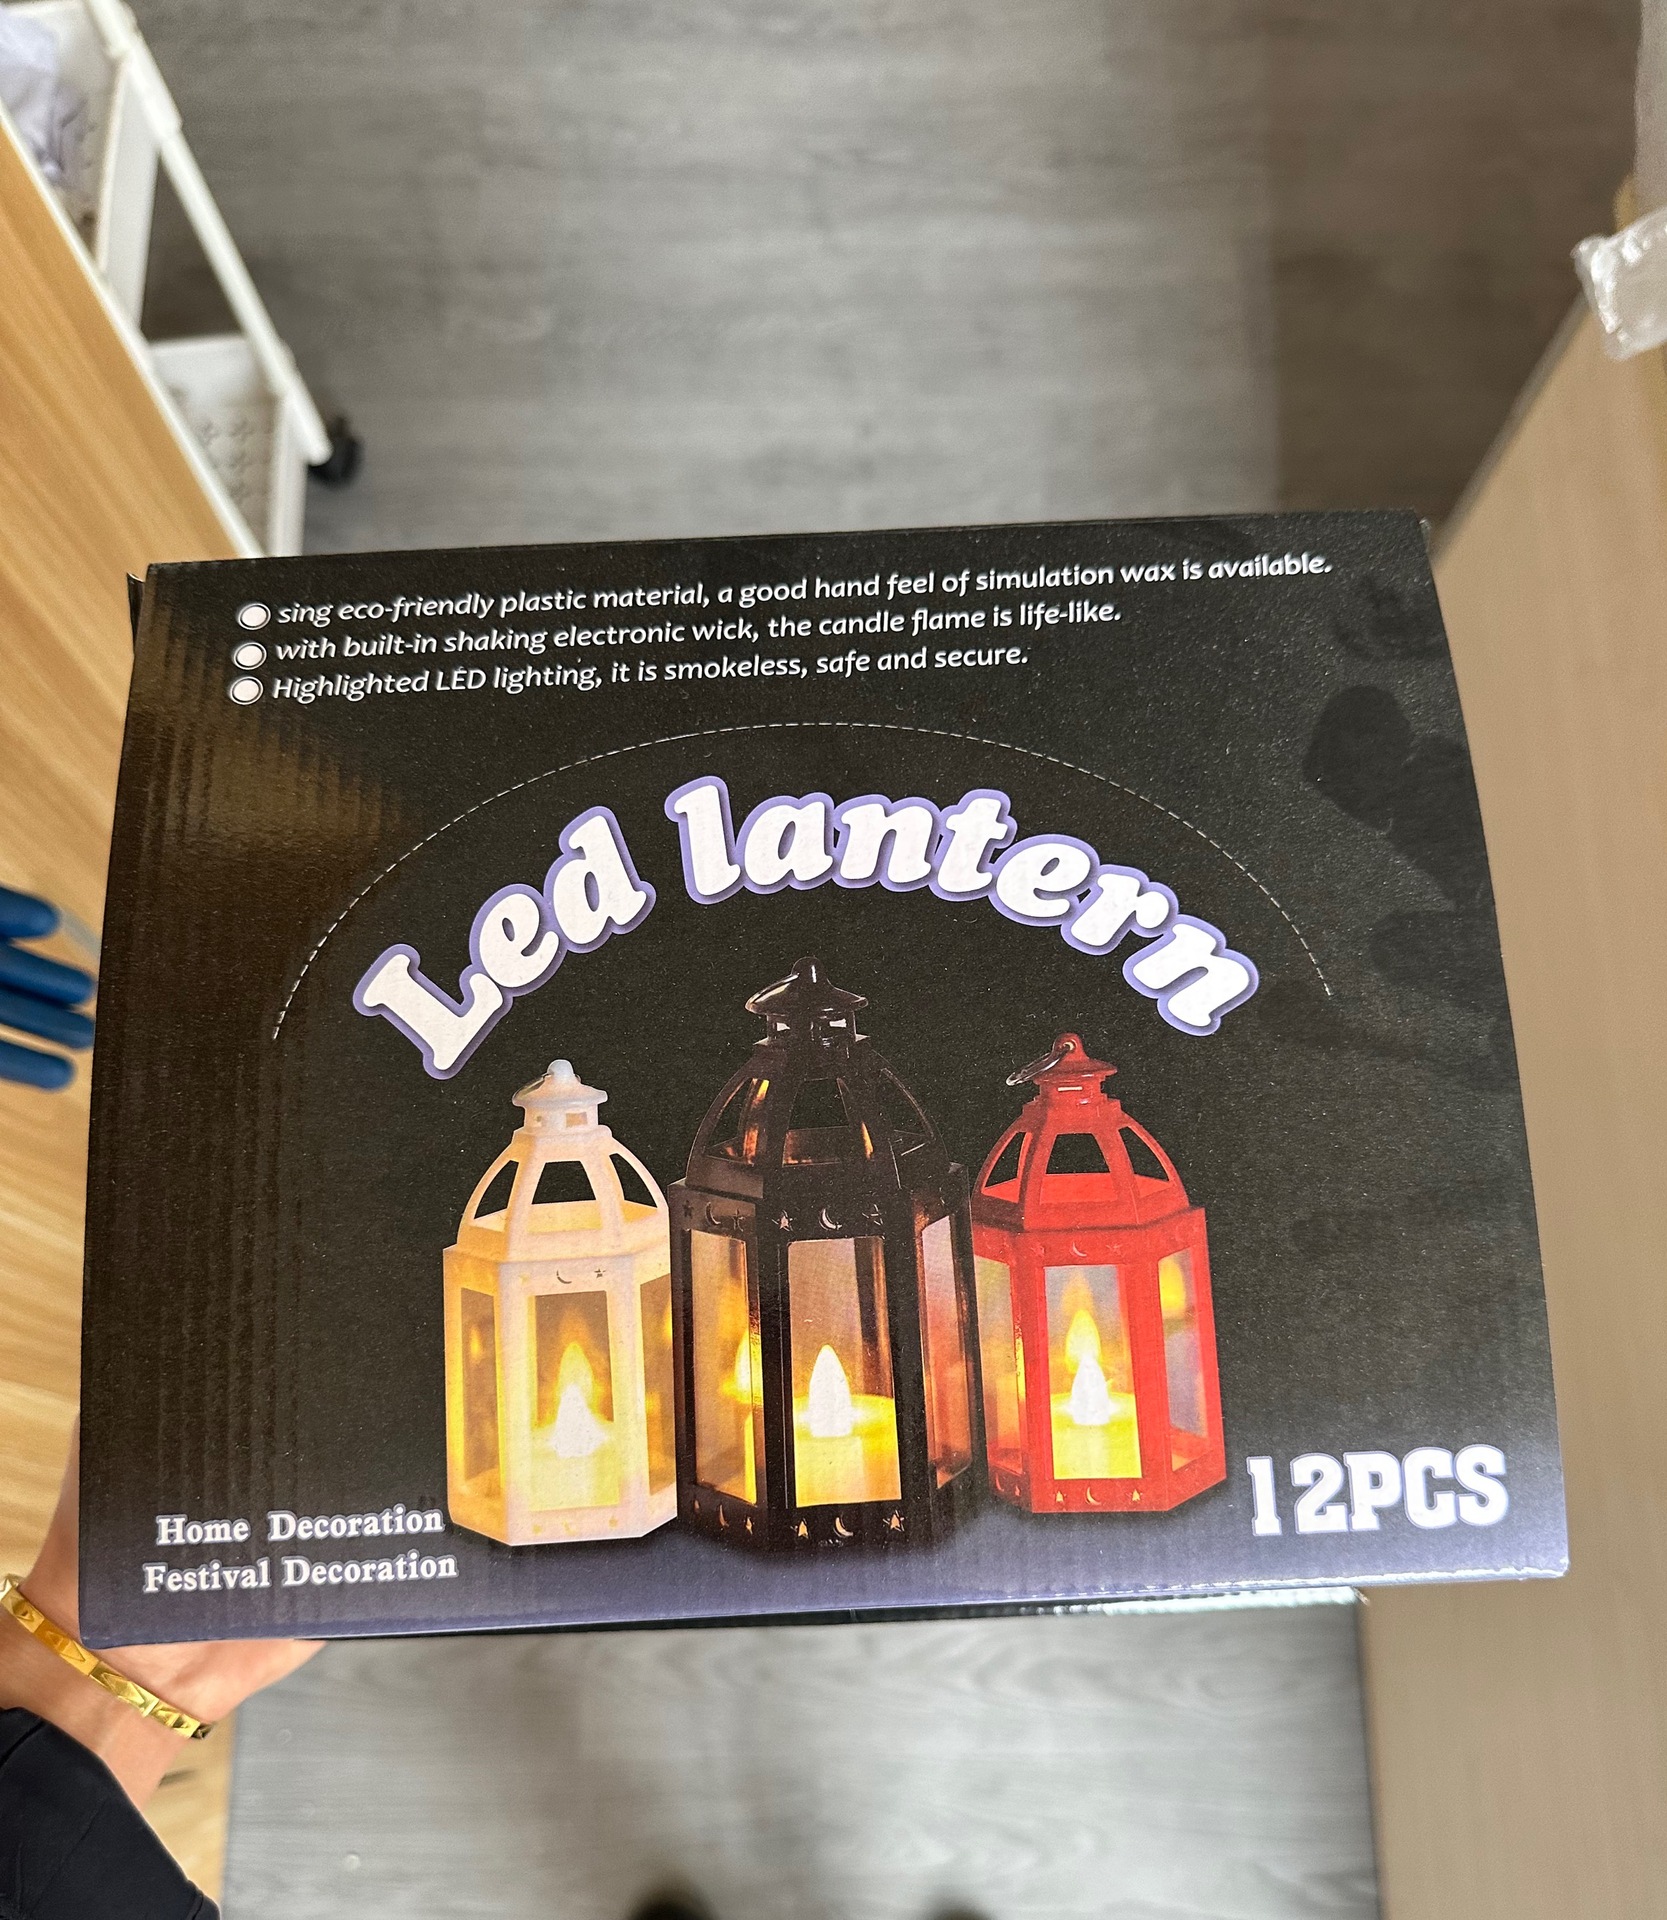 sing eco-friendly plastic material, a good hand feel of simulation wax is available.
with built-in shaking electronic wick, the candle flame is life-like.
Highlighted LED lighting, it is smokeless, safe and secure.
Led lantern
12PCS
Home Decoration
Festival Decoration